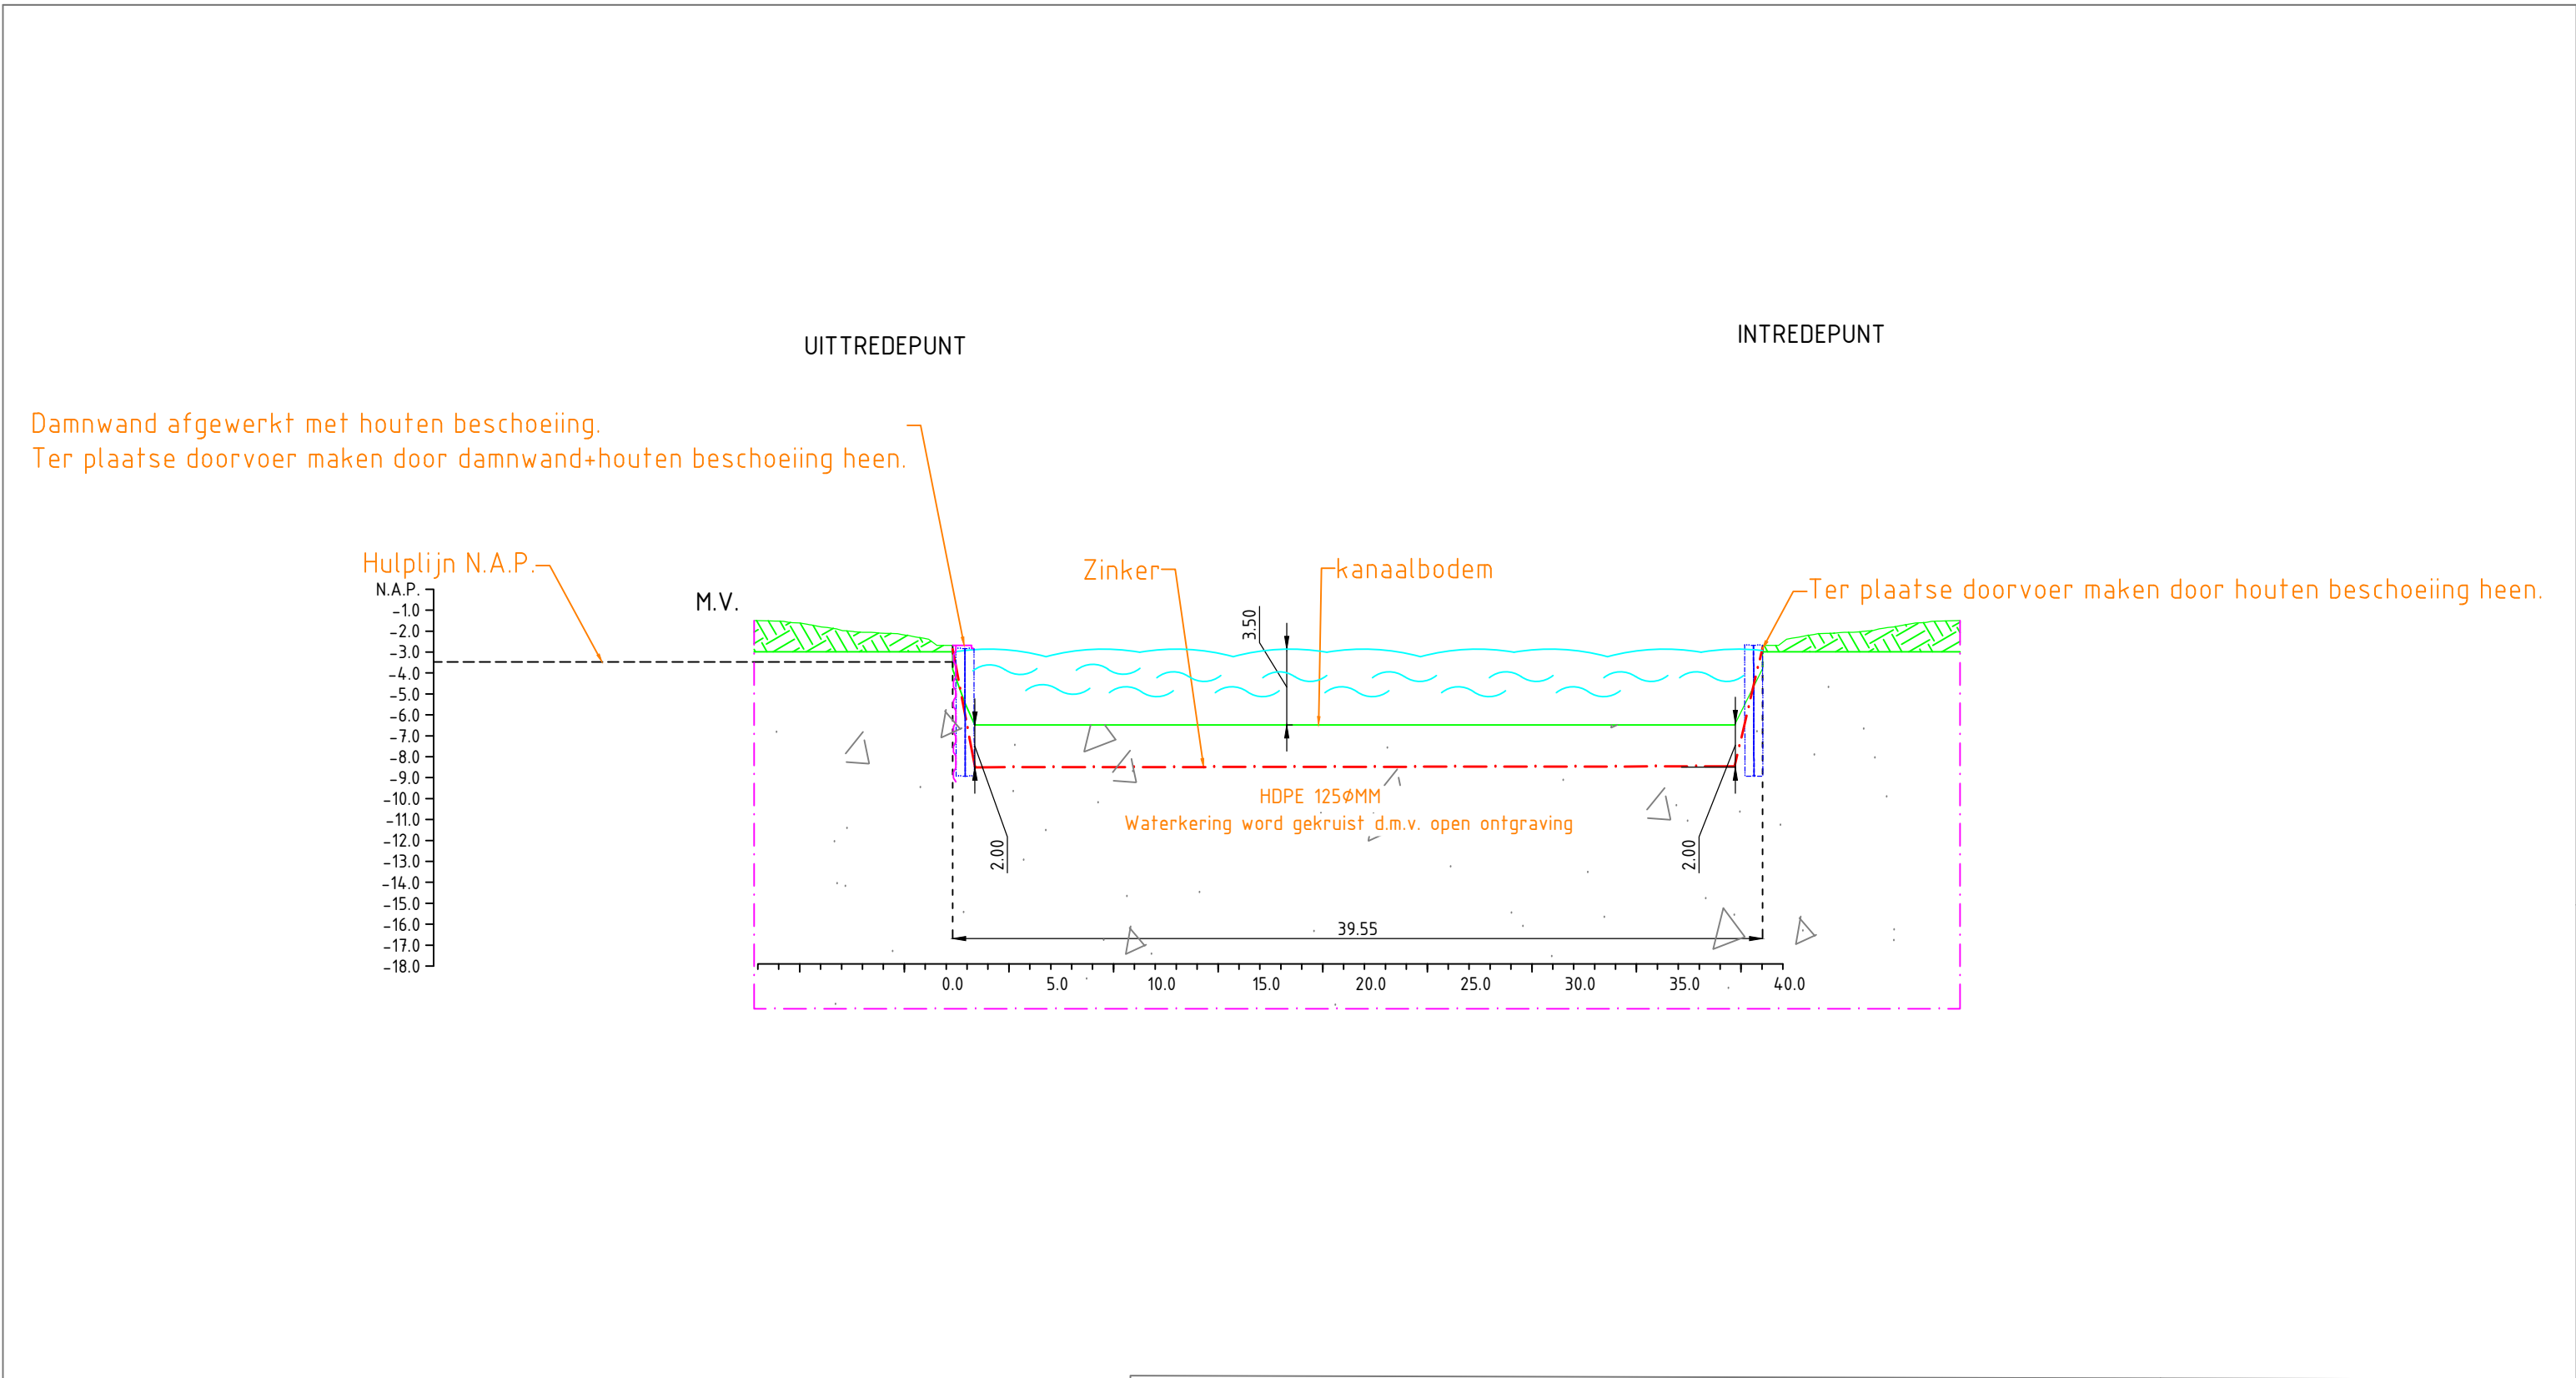 UITTREDEPUNT
INTREDEPUNT
Damnwand afgewerkt met houten beschoeiing.
Ter plaatse doorvoer maken door damnwand+houten beschoeiing heen.
Hulplijn N.A.P.
Zinker
kanaalbodem
Ter plaatse doorvoer maken door houten beschoeiing heen.
M.V.
3.50
N.A.P.
-1.0
-2.0
-3.0
-4.0
-5.0
-6.0
-7.0
-8.0
-9.0
-10.0
-11.0
-12.0
-13.0
-14.0
-15.0
-16.0
-17.0
-18.0
HDPE 125ϕMM
Waterkering word gekruist d.m.v. open ontgraving
2.00
2.00
39.55
0.0
5.0
10.0
15.0
20.0
25.0
30.0
35.0
40.0